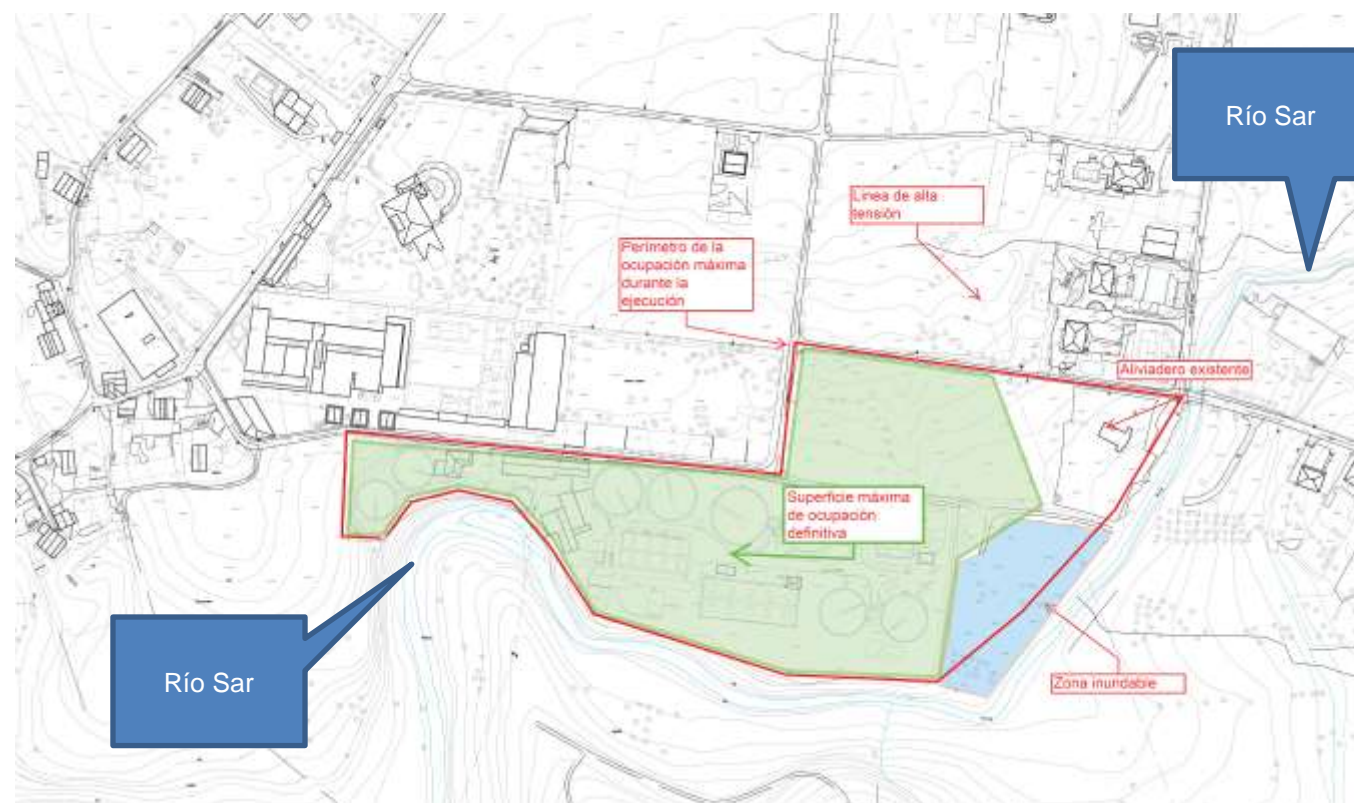 Río Sar
Linea de alta
tensión
Perímetro de la
ocupación máxima
durante la
ejecución
Aliviadero existente
Superficie máxima
de ocupación
definitiva
Río Sar
Zona inundable